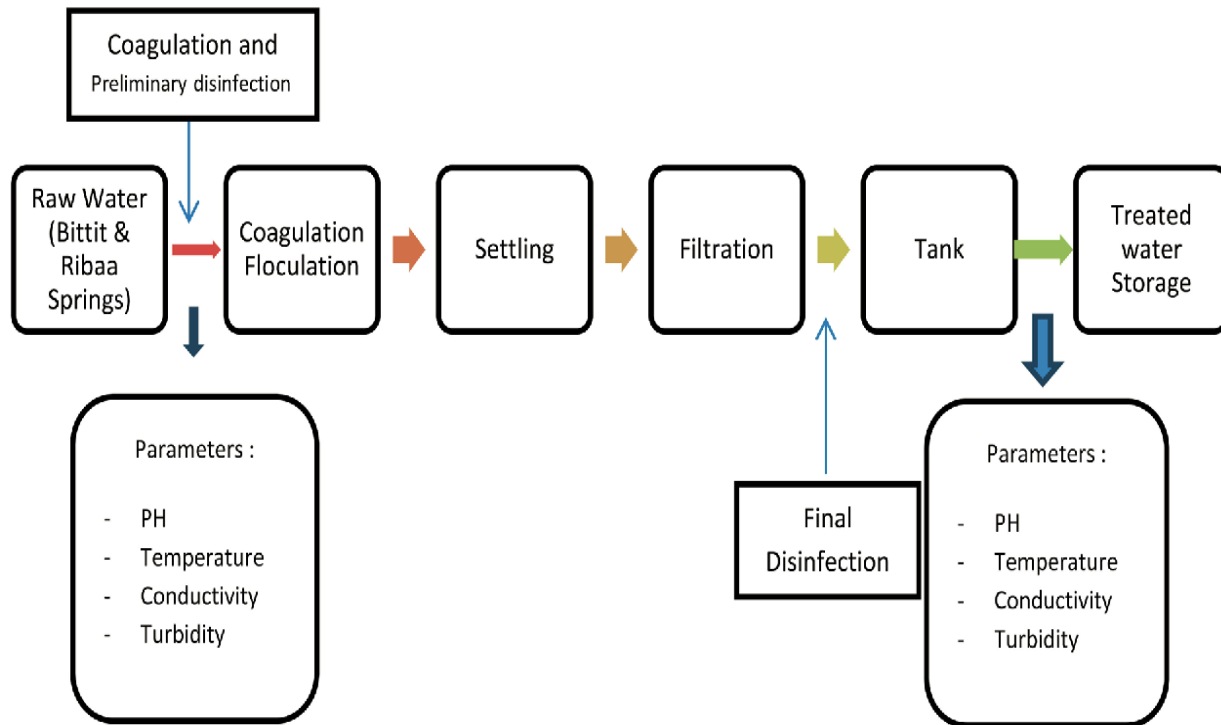 Coagulation and
Preliminary disinfection
Raw Water
(Bittit &
Ribaa
Springs)
Coagulation
Floculation
Settling
Filtration
Tank
Treated
water
Storage
Parameters :
- PH
- Temperature
- Conductivity
- Turbidity
Final
Disinfection
Parameters :
- PH
- Temperature
- Conductivity
- Turbidity